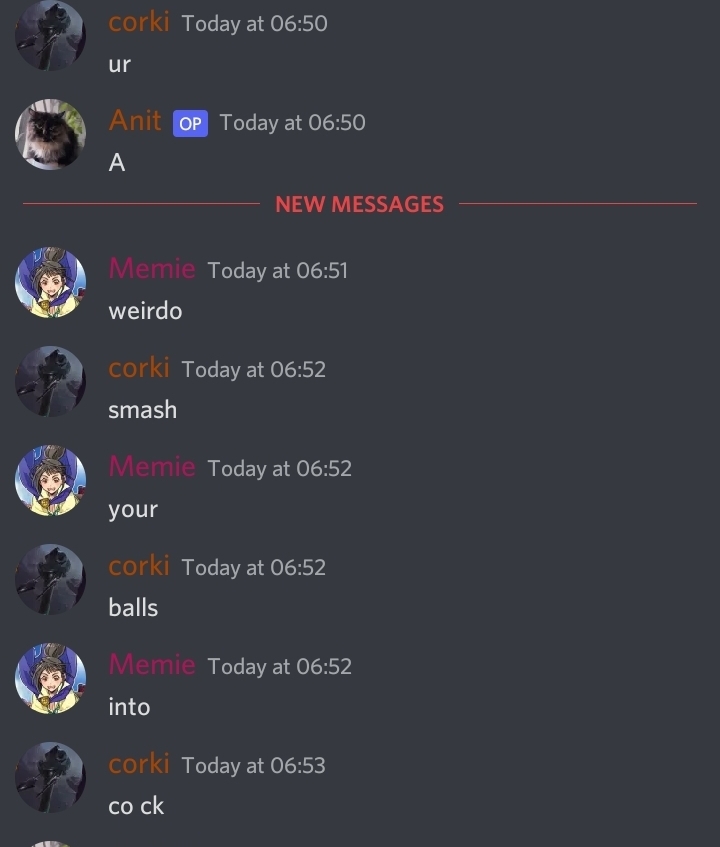 corki Today at 06:50
ur
Anit OP Today at 06:50
A
NEW MESSAGES
Memie Today at 06:51
weirdo
corki Today at 06:52
smash
Memie Today at 06:52
your
corki Today at 06:52
balls
Memie Today at 06:52
into
corki Today at 06:53
co ck